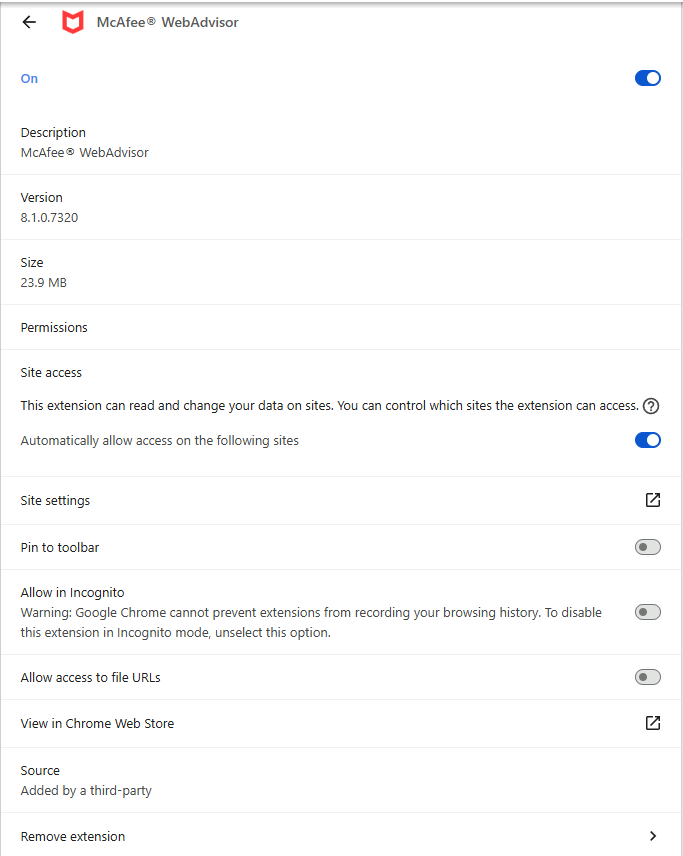 McAfee® WebAdvisor
On
Description
McAfee® WebAdvisor
Version
8.1.0.7320
Size
23.9 MB
Permissions
Site access
This extension can read and change your data on sites. You can control which sites the extension can access.
Automatically allow access on the following sites
Site settings
Pin to toolbar
Allow in Incognito
Warning: Google Chrome cannot prevent extensions from recording your browsing history. To disable
this extension in Incognito mode, unselect this option.
Allow access to file URLs
View in Chrome Web Store
Source
Added by a third-party
Remove extension